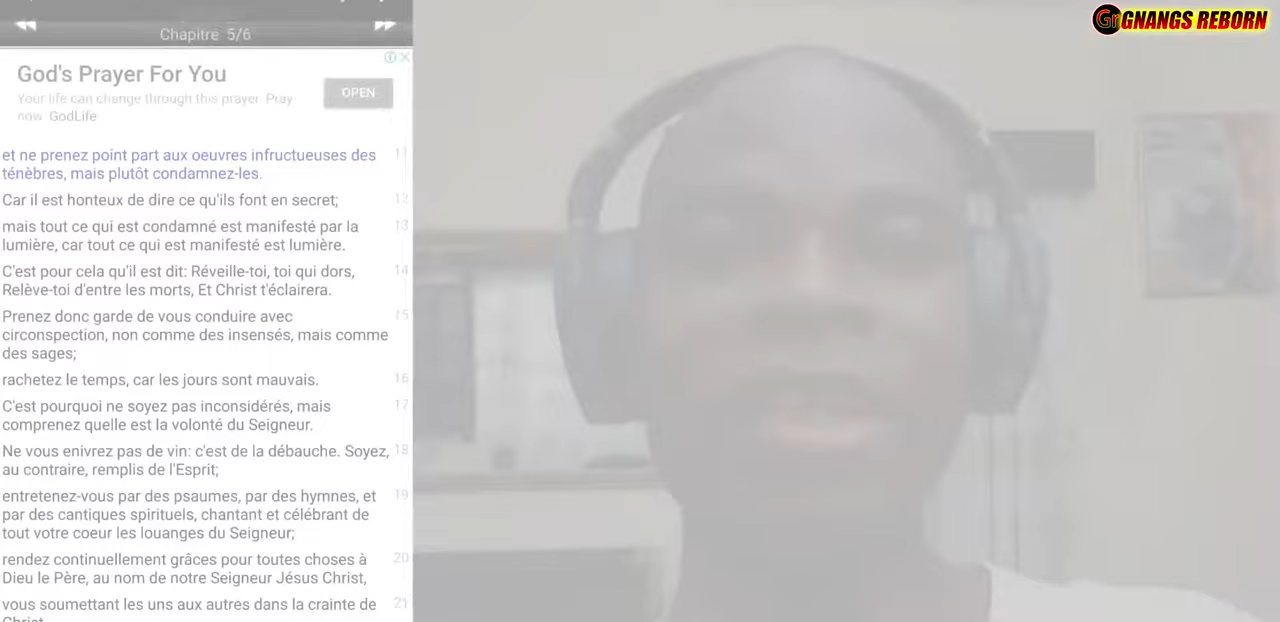 GNANGS REBORN
Chapitre 5/6
God's Prayer For You
Your life can change through this prayer. Pray
now. GodLife
OPEN
et ne prenez point part aux oeuvres infructueuses des 11
ténèbres, mais plutôt condamnez-les.
Car il est honteux de dire ce qu'ils font en secret; 12
mais tout ce qui est condamné est manifesté par la 13
lumière, car tout ce qui est manifesté est lumière.
C'est pour cela qu'il est dit: Réveille-toi, toi qui dors, 14
Relève-toi d'entre les morts, Et Christ t'éclairera.
Prenez donc garde de vous conduire avec 15
circonspection, non comme des insensés, mais comme
des sages;
rachetez le temps, car les jours sont mauvais. 16
C'est pourquoi ne soyez pas inconsidérés, mais 17
comprenez quelle est la volonté du Seigneur.
Ne vous enivrez pas de vin: c'est de la débauche. Soyez, 18
au contraire, remplis de l'Esprit;
entretenez-vous par des psaumes, par des hymnes, et 19
par des cantiques spirituels, chantant et célébrant de
tout votre coeur les louanges du Seigneur;
rendez continuellement grâces pour toutes choses à 20
Dieu le Père, au nom de notre Seigneur Jésus Christ,
vous soumettant les uns aux autres dans la crainte de 21